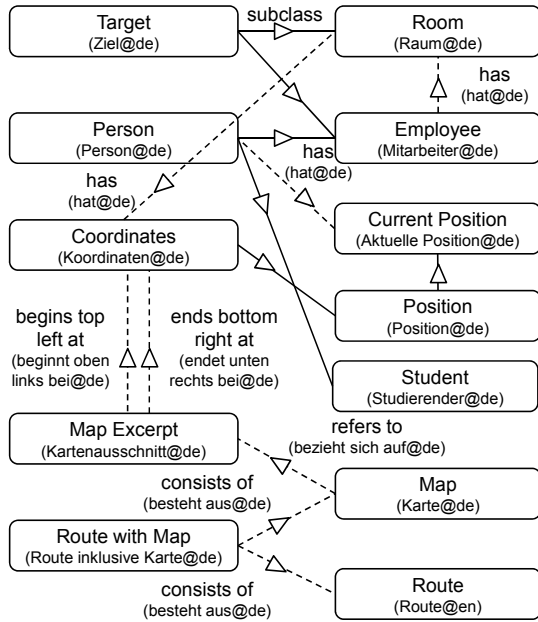 Target
(Ziel@de)
subclass
Room
(Raum@de)
has
(hat@de)
Person
(Person@de)
has
(hat@de)
Employee
(Mitarbeiter@de)
has
(hat@de)
Coordinates
(Koordinaten@de)
Current Position
(Aktuelle Position@de)
Position
(Position@de)
begins top
left at
(beginnt oben
links bei@de)
ends bottom
right at
(endet unten
rechts bei@de)
Student
(Studierender@de)
Map Excerpt
(Kartenausschnitt@de)
refers to
(bezieht sich auf@de)
consists of
(besteht aus@de)
Map
(Karte@de)
Route with Map
(Route inklusive Karte@de)
consists of
(besteht aus@de)
Route
(Route@en)